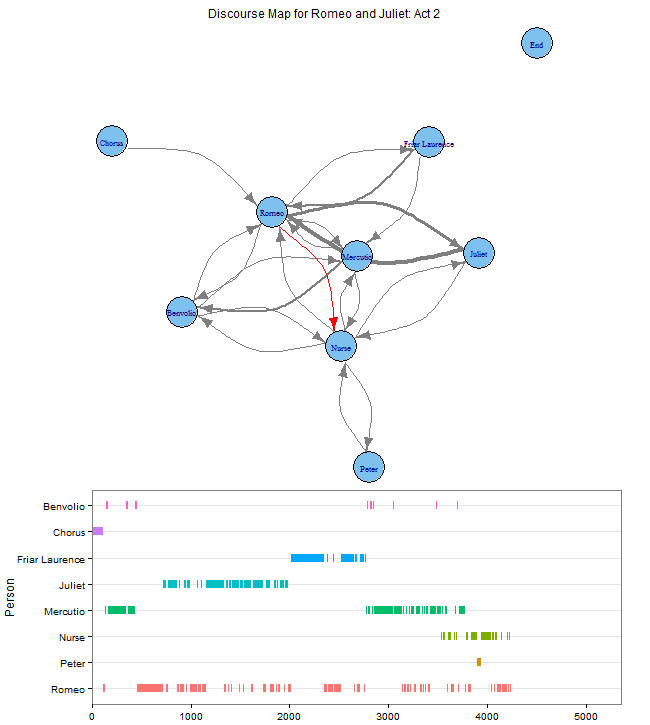 Discourse Map for Romeo and Juliet: Act 2
End
Chorus
Friar Laurence
Romeo
Mercutio
Juliet
Benvolio
Nurse
Peter
Person
Benvolio
Chorus
Friar Laurence
Juliet
Mercutio
Nurse
Peter
Romeo
0 1000 2000 3000 4000 5000